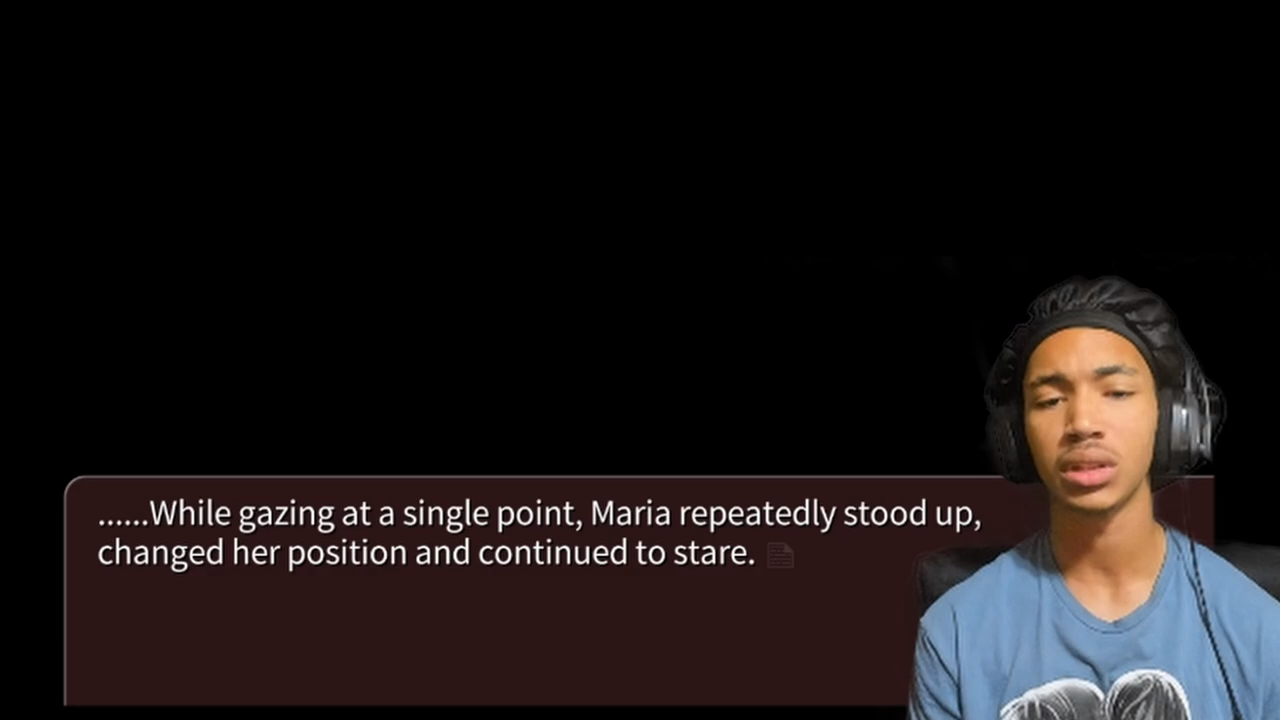 ......While gazing at a single point, Maria repeatedly stood up,
changed her position and continued to stare.